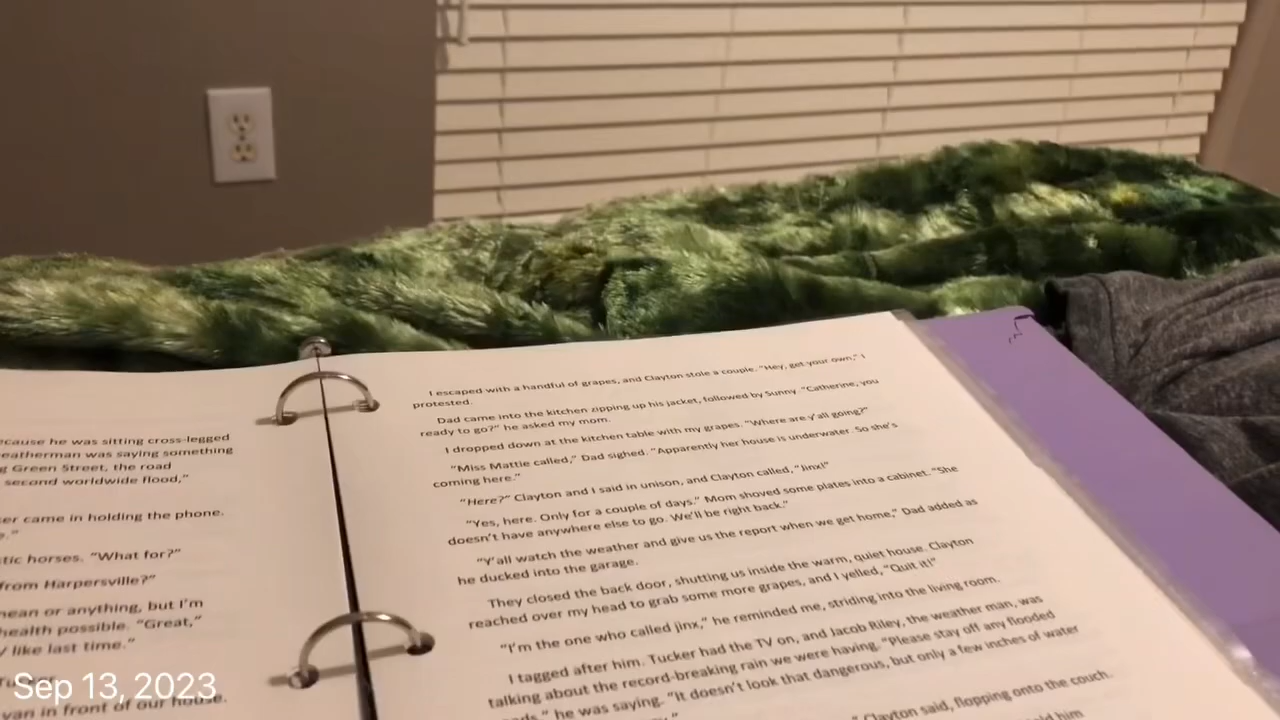 ecause he was sitting cross-legged
eatherman was saying something
g Green Street, the road
second worldwide flood,"
er came in holding the phone.
tic horses. "What for?"
from Harpersville?"
mean or anything, but I'm
health possible. "Great,"
like last time."
van in front of our house.
I escaped with a handful of grapes, and Clayton stole a couple. "Hey, get your own," I
protested.
Dad came into the kitchen zipping up his jacket, followed by Sunny. "Catherine, you
ready to go?" he asked my mom.
I dropped down at the kitchen table with my grapes. "Where are y'all going?"
"Miss Mattie called," Dad sighed. "Apparently her house is underwater. So she's
coming here."
"Here?" Clayton and I said in unison, and Clayton called, "Jinx!"
"Yes, here. Only for a couple of days." Mom shoved some plates into a cabinet. "She
doesn't have anywhere else to go. We'll be right back."
"Y'all watch the weather and give us the report when we get home," Dad added as
he ducked into the garage.
They closed the back door, shutting us inside the warm, quiet house. Clayton
reached over my head to grab some more grapes, and I yelled, "Quit it!"
"I'm the one who called jinx," he reminded me, striding into the living room.
I tagged after him. Tucker had the TV on, and Jacob Riley, the weather man, was
talking about the record-breaking rain we were having. "Please stay off any flooded
he was saying. "It doesn't look that dangerous, but only a few inches of water
Clayton said, flopping onto the couch.
him
Sep 13, 2023